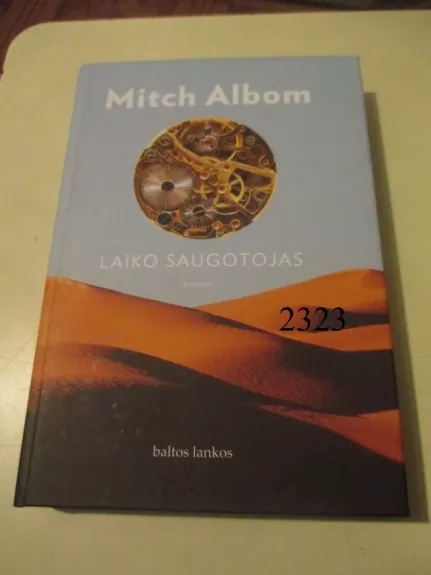 Mitch Albom
LAIKO SAUGOTOJAS
2323
baltos lankos